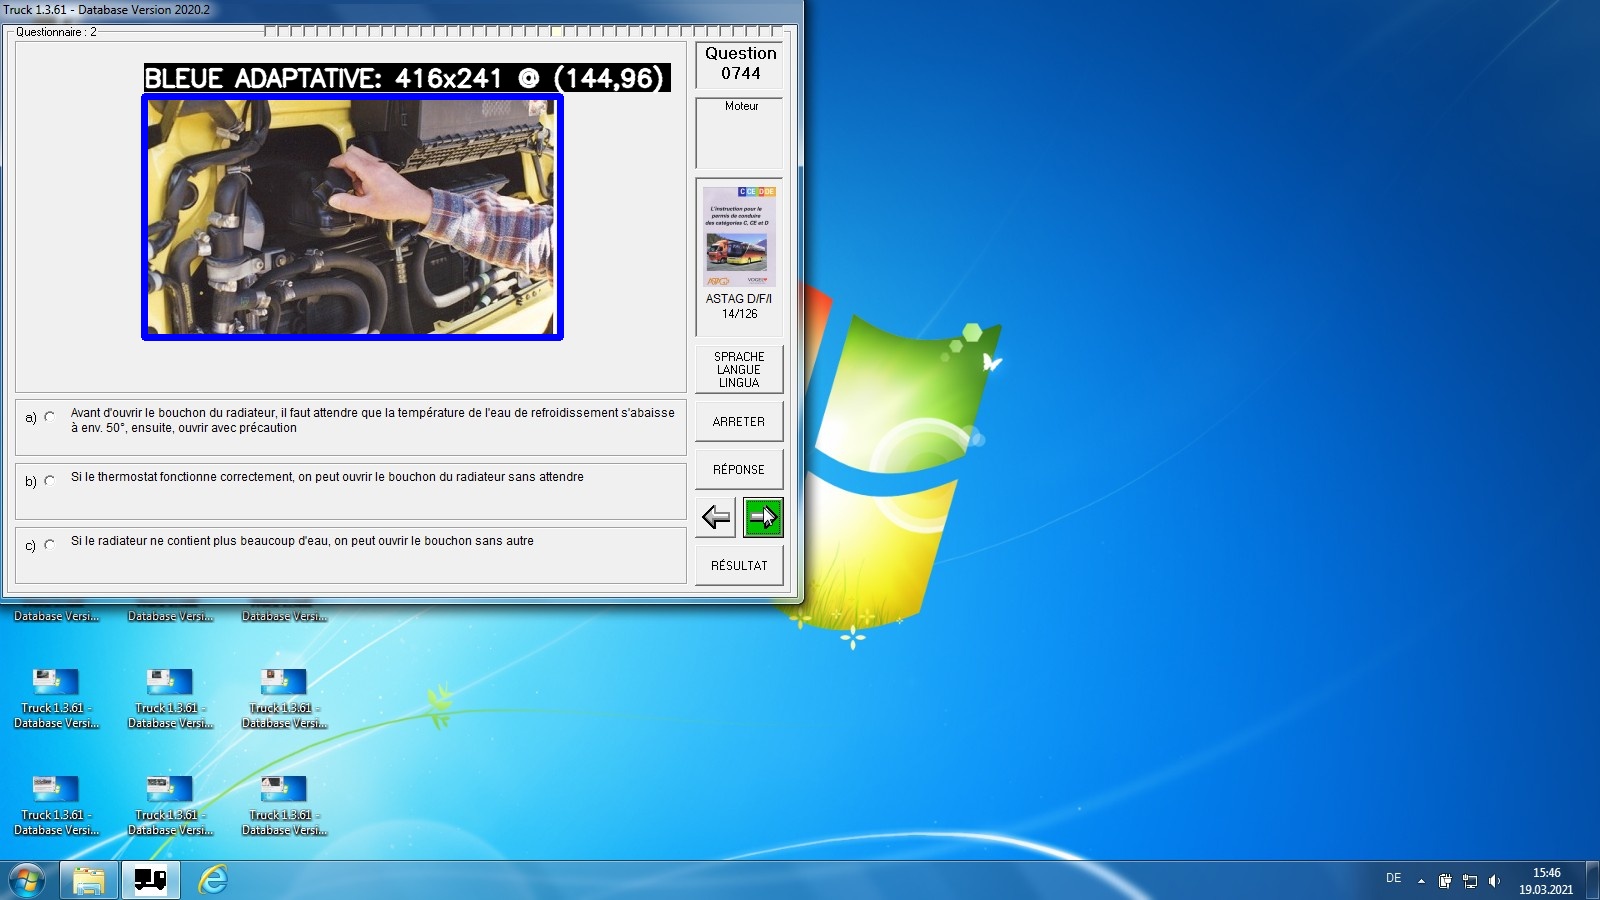 Truck 1.3.61 - Database Version 2020.2
Questionnaire : 2
BLEUE ADAPTATIVE: 416x241 @ (144,96)
Question
0744
Moteur
C CE D DE
L'instruction pour le
permis de conduire
des catégories C, CE et D
ASTAG D/F/I
14/126
SPRACHE
LANGUE
LINGUA
ARRETER
RÉPONSE
RÉSULTAT
a)
Avant d'ouvrir le bouchon du radiateur, il faut attendre que la température de l'eau de refroidissement s'abaisse
à env. 50°, ensuite, ouvrir avec précaution
b)
Si le thermostat fonctionne correctement, on peut ouvrir le bouchon du radiateur sans attendre
c)
Si le radiateur ne contient plus beaucoup d'eau, on peut ouvrir le bouchon sans autre
Database Versi...
Database Versi...
Database Versi...
Truck 1.3.61 -
Database Versi...
Truck 1.3.61 -
Database Versi...
Truck 1.3.61 -
Database Versi...
Truck 1.3.61 -
Database Versi...
Truck 1.3.61 -
Database Versi...
Truck 1.3.61 -
Database Versi...
DE
15:46
19.03.2021